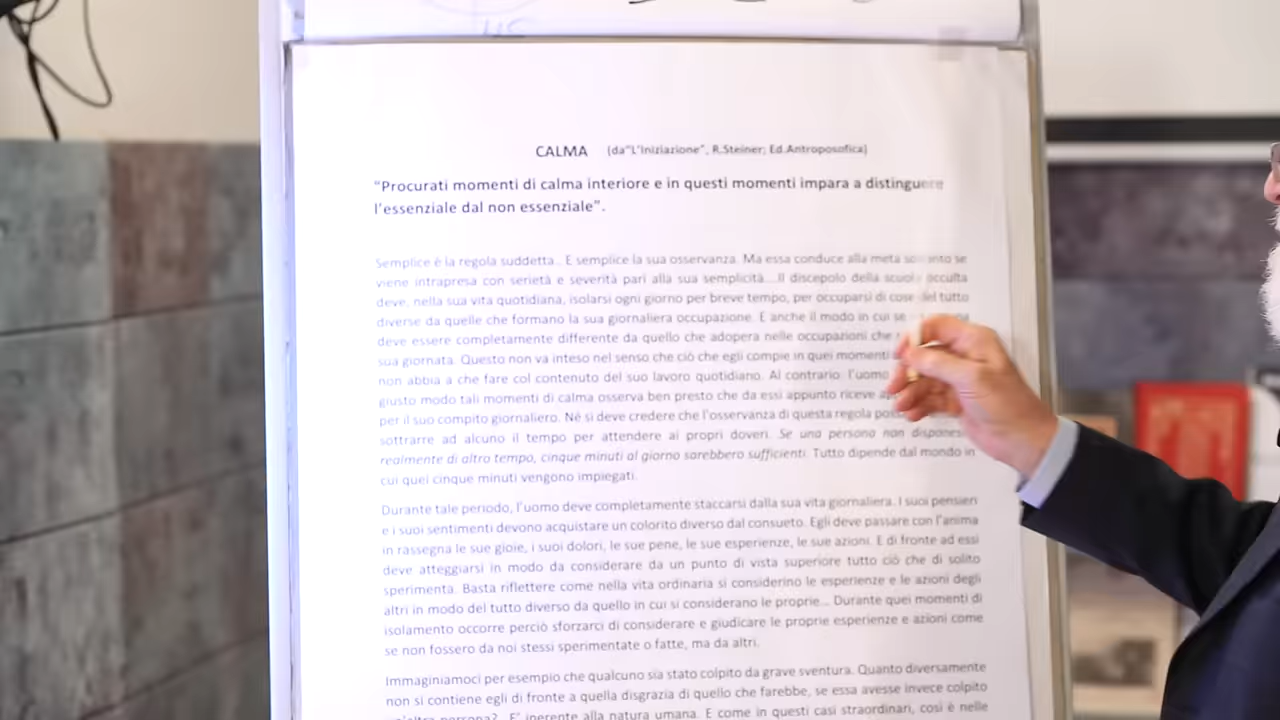 CALMA (da"L'Iniziazione", R.Steiner; Ed.Antroposofica)
"Procurati momenti di calma interiore e in questi momenti impara a distinguere
l'essenziale dal non essenziale".
Semplice è la regola suddetta.. E semplice la sua osservanza. Ma essa conduce alla meta se
viene intrapresa con serietà e severità pari alla sua semplicità....Il discepolo della scuola occulta
deve, nella sua vita quotidiana, isolarsi ogni giorno per breve tempo, per occuparsi di cose del tutto
diverse da quelle che formano la sua giornaliera occupazione. E anche il modo in cui se
deve essere completamente differente da quello che adopera nelle occupazioni che
sua giornata. Questo non va inteso nel senso che ciò che egli compie in quei momenti
non abbia a che fare col contenuto del suo lavoro quotidiano. Al contrario: l'uomo
giusto modo tali momenti di calma osserva ben presto che da essi appunto riceve
per il suo compito giornaliero. Né si deve credere che l'osservanza di questa regola
sottrarre ad alcuno il tempo per attendere ai propri doveri. Se una persona non
realmente di altro tempo, cinque minuti al giorno sarebbero sufficienti. Tutto dipende dal mondo in
cui quei cinque minuti vengono impiegati.
Durante tale periodo, l'uomo deve completamente staccarsi dalla sua vita giornaliera. I suoi pensieri
e i suoi sentimenti devono acquistare un colorito diverso dal consueto. Egli deve passare con l'anima
in rassegna le sue gioie, i suoi dolori, le sue pene, le sue esperienze, le sue azioni. E di fronte ad essi
deve atteggiarsi in modo da considerare da un punto di vista superiore tutto ciò che di solito
sperimenta. Basta riflettere come nella vita ordinaria si considerino le esperienze e le azioni degli
altri in modo del tutto diverso da quello in cui si considerano le proprie... Durante quei momenti di
isolamento occorre perciò sforzarci di considerare e giudicare le proprie esperienze e azioni come
se non fossero da noi stessi sperimentate o fatte, ma da altri.
Immaginiamoci per esempio che qualcuno sia stato colpito da grave sventura. Quanto diversamente
non si contiene egli di fronte a quella disgrazia di quello che farebbe, se essa avesse invece colpito
un'altra persona? E' inerente alla natura umana. E come in questi casi straordinari, così è nelle